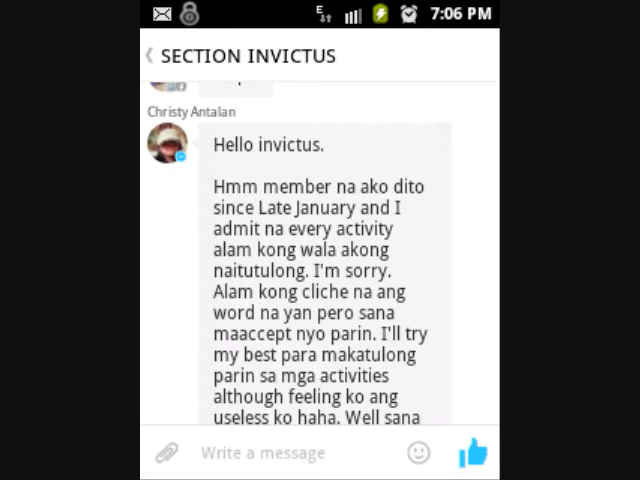 E
7:06 PM
SECTION INVICTUS
Christy Antalan
Hello invictus.
Hmm member na ako dito
since Late January and I
admit na every activity
alam kong wala akong
naitutulong. I'm sorry.
Alam kong cliche na ang
word na yan pero sana
maaccept nyo parin. I'll try
my best para makatulong
parin sa mga activities
although feeling ko ang
useless ko haha. Well sana
Write a message